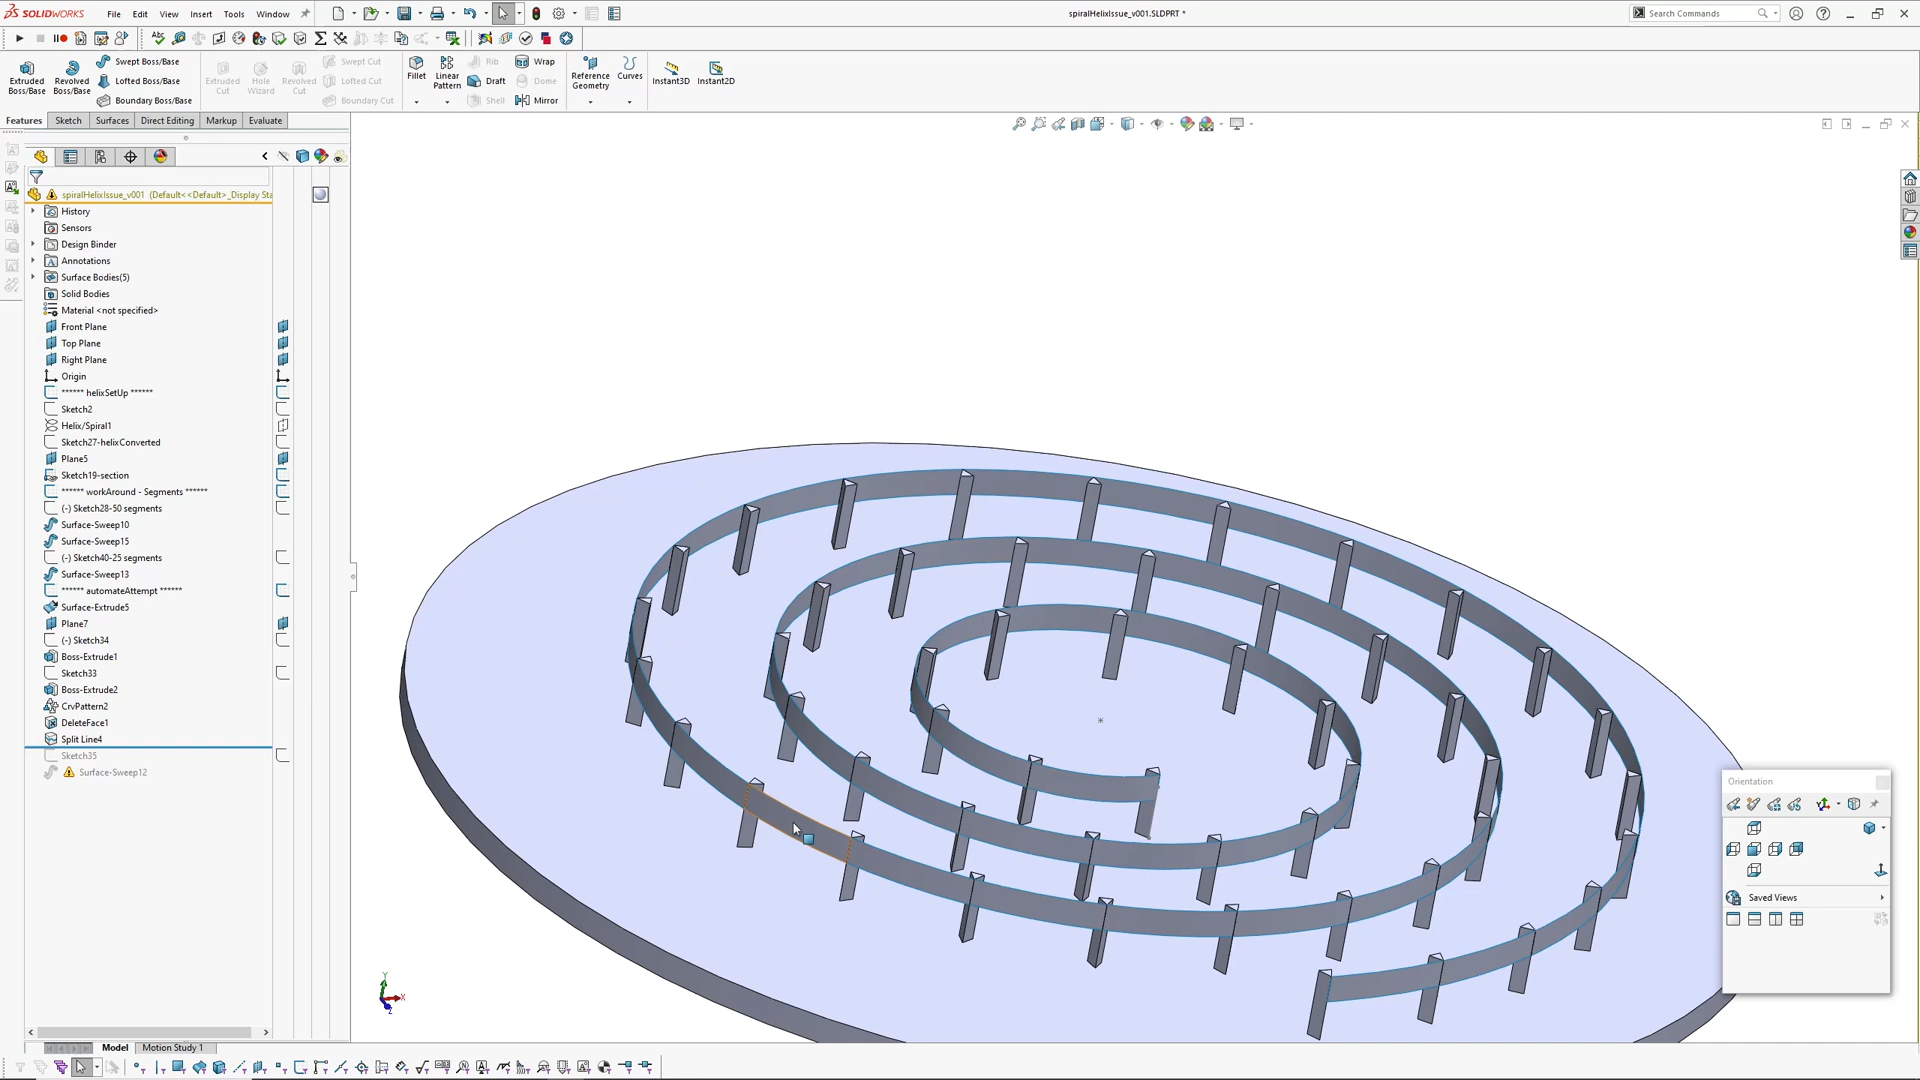 SOLIDWORKS File Edit View Insert Tools Window spiralHelixIssue_v001.SLDPRT * Search Commands
Extruded Boss/Base Revolved Boss/Base Swept Boss/Base Lofted Boss/Base Boundary Boss/Base Extruded Cut Hole Wizard Revolved Cut Swept Cut Lofted Cut Boundary Cut Fillet Linear Pattern Rib Draft Shell Wrap Dome Mirror Reference Geometry Curves Instant3D Instant2D
Features Sketch Surfaces Direct Editing Markup Evaluate
spiralHelixIssue_v001 (Default<<Default>_Display Sta
History
Sensors
Design Binder
Annotations
Surface Bodies(5)
Solid Bodies
Material <not specified>
Front Plane
Top Plane
Right Plane
Origin
****** helixSetUp ******
Sketch2
Helix/Spiral1
Sketch27-helixConverted
Plane5
Sketch19-section
****** workAround - Segments ******
(-) Sketch28-50 segments
Surface-Sweep10
Surface-Sweep15
(-) Sketch40-25 segments
Surface-Sweep13
****** automateAttempt ******
Surface-Extrude5
Plane7
(-) Sketch34
Boss-Extrude1
Sketch33
Boss-Extrude2
CrvPattern2
DeleteFace1
Split Line4
Sketch35
Surface-Sweep12
Orientation
Saved Views
Y
X
Z
Model Motion Study 1